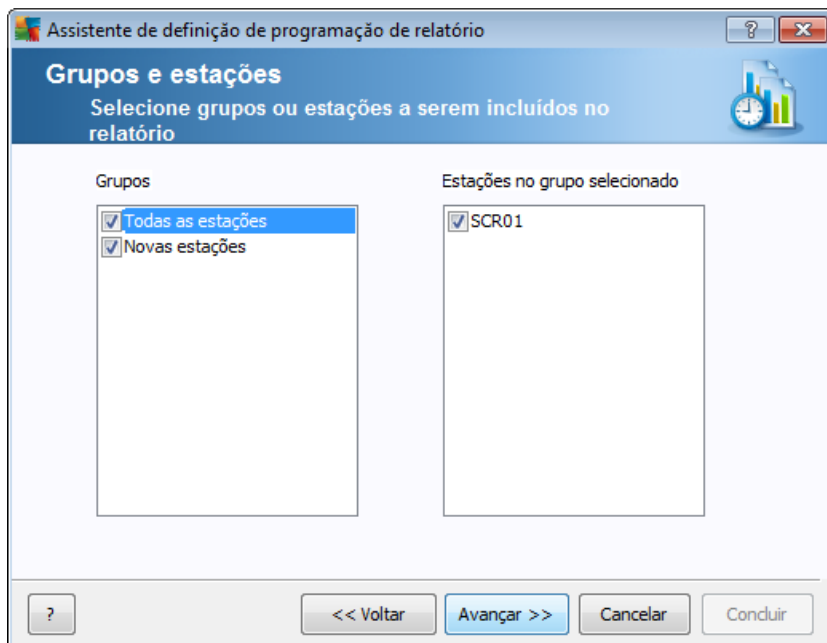 Assistente de definição de programação de relatório
?
Grupos e estações
Selecione grupos ou estações a serem incluídos no
relatório
Grupos
Estações no grupo selecionado
Todas as estações
SCR01
Novas estações
?
<< Voltar
Avançar >>
Cancelar
Concluir